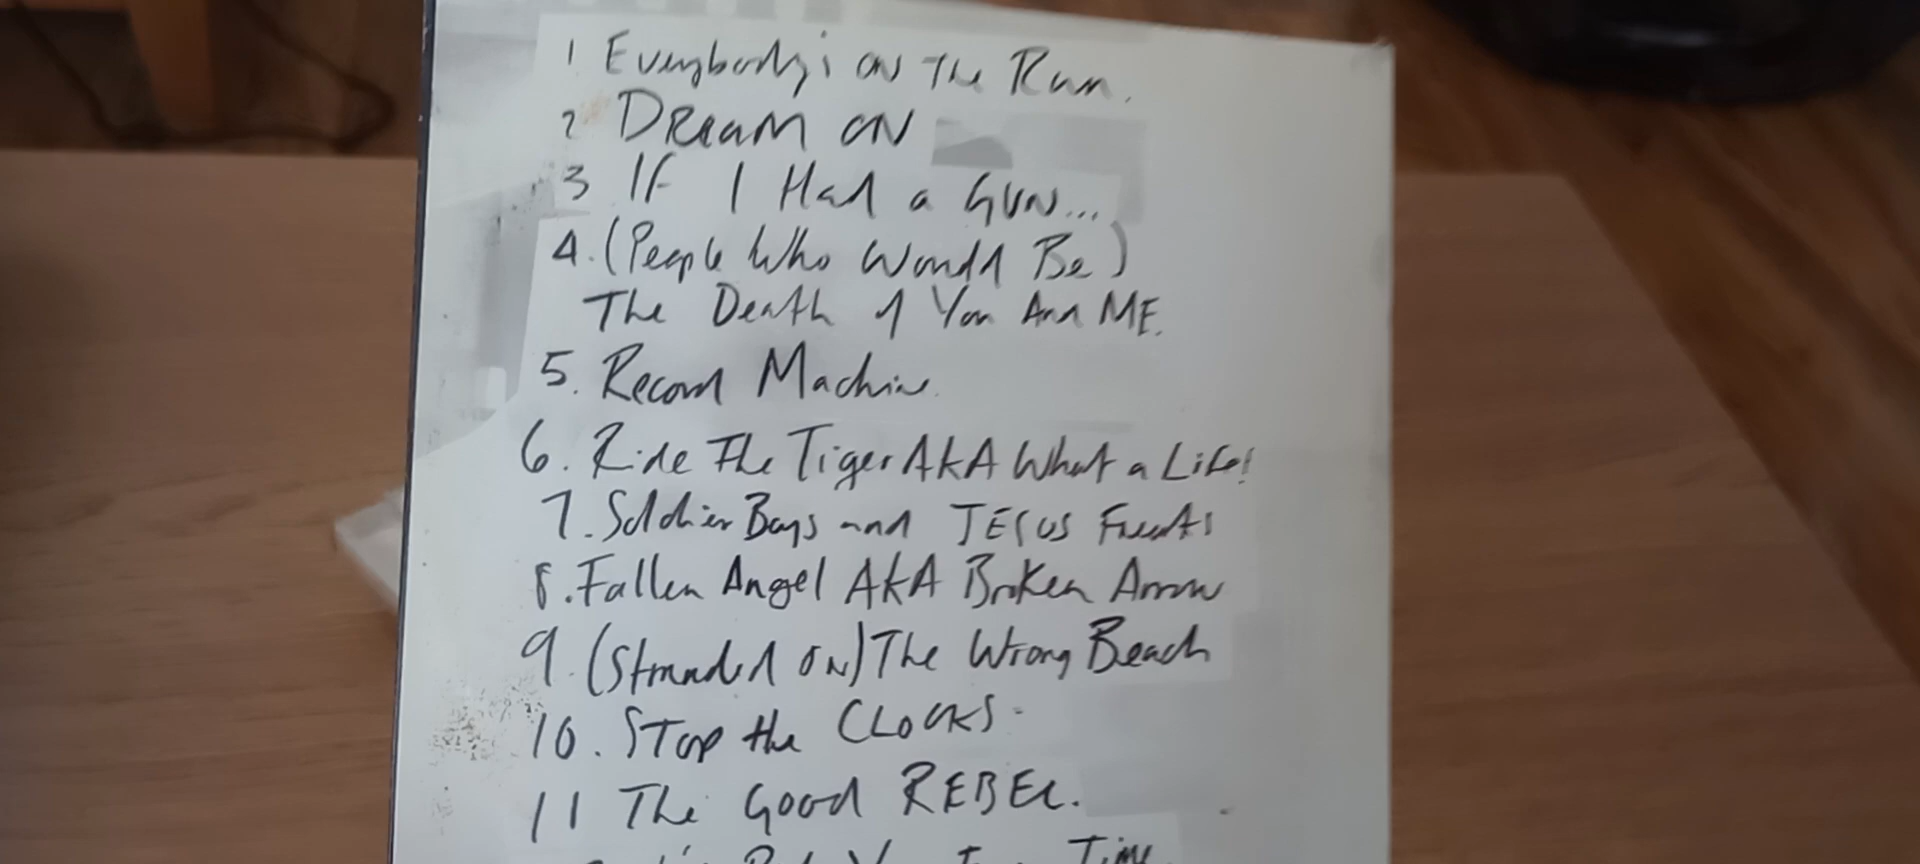 1 Everybody's on The Run.
2 DREAM ON
3 IF I Had a GUN...
4. (People Who Would Be)
The Death of You And ME.
5. Record Machine.
6. Ride The Tiger AKA What a Life!
7. Soldier Boys and JESUS Freaks
8. Fallen Angel AKA Broken Arrow
9. (Stranded ON) The Wrong Beach
10. STOP the CLOCKS.
11 The Good REBEL.
Time